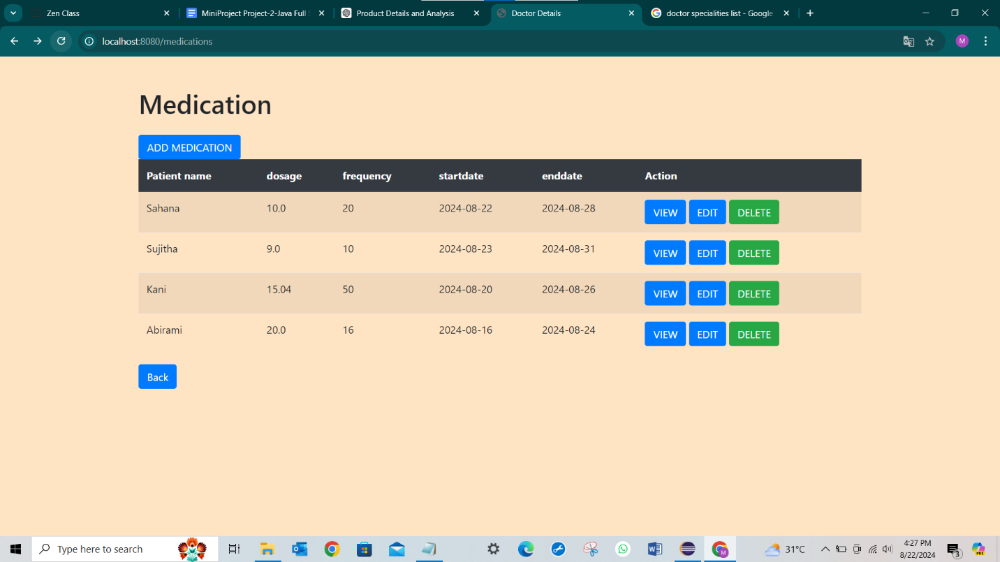 Zen Class
MiniProject Project-2-Java Full S
Product Details and Analysis
Doctor Details
doctor specialities list - Google
localhost:8080/medications
M
Medication
ADD MEDICATION
Patient name dosage frequency startdate enddate Action
Sahana 10.0 20 2024-08-22 2024-08-28 VIEW EDIT DELETE
Sujitha 9.0 10 2024-08-23 2024-08-31 VIEW EDIT DELETE
Kani 15.04 50 2024-08-20 2024-08-26 VIEW EDIT DELETE
Abirami 20.0 16 2024-08-16 2024-08-24 VIEW EDIT DELETE
Back
Type here to search
31°C
4:27 PM
8/22/2024
3
PRE